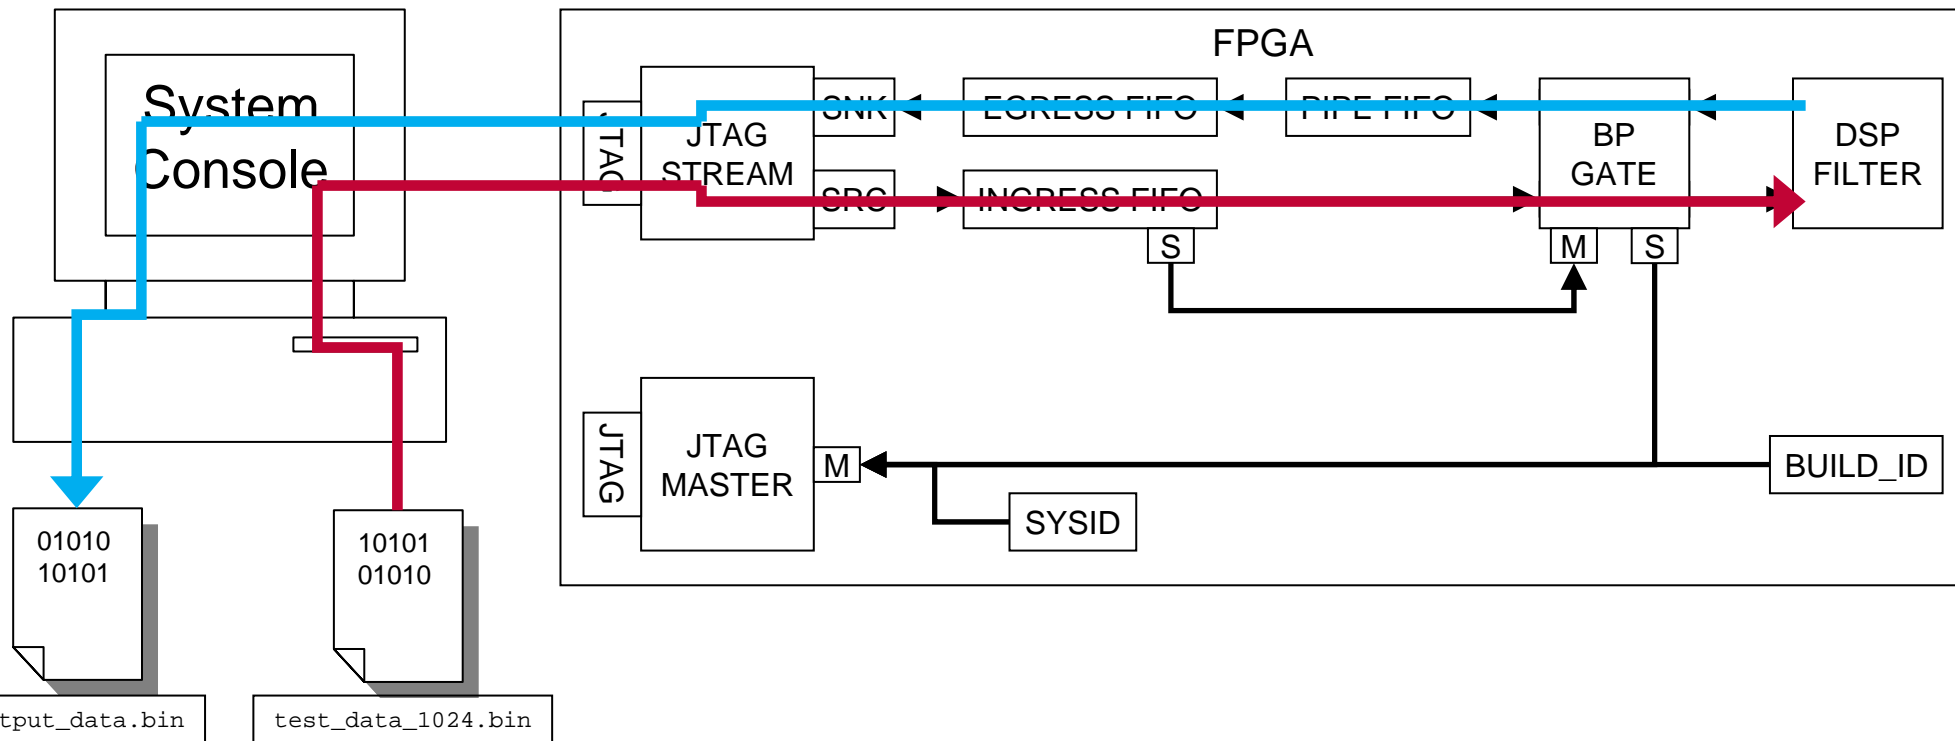 FPGA
System
Console
JTAG
JTAG
STREAM
SNK
EGRESS FIFO
PIPE FIFO
BP
GATE
DSP
FILTER
SRC
INGRESS FIFO
S
M
S
JTAG
JTAG
MASTER
M
BUILD_ID
SYSID
01010
10101
10101
01010
tput_data.bin
test_data_1024.bin